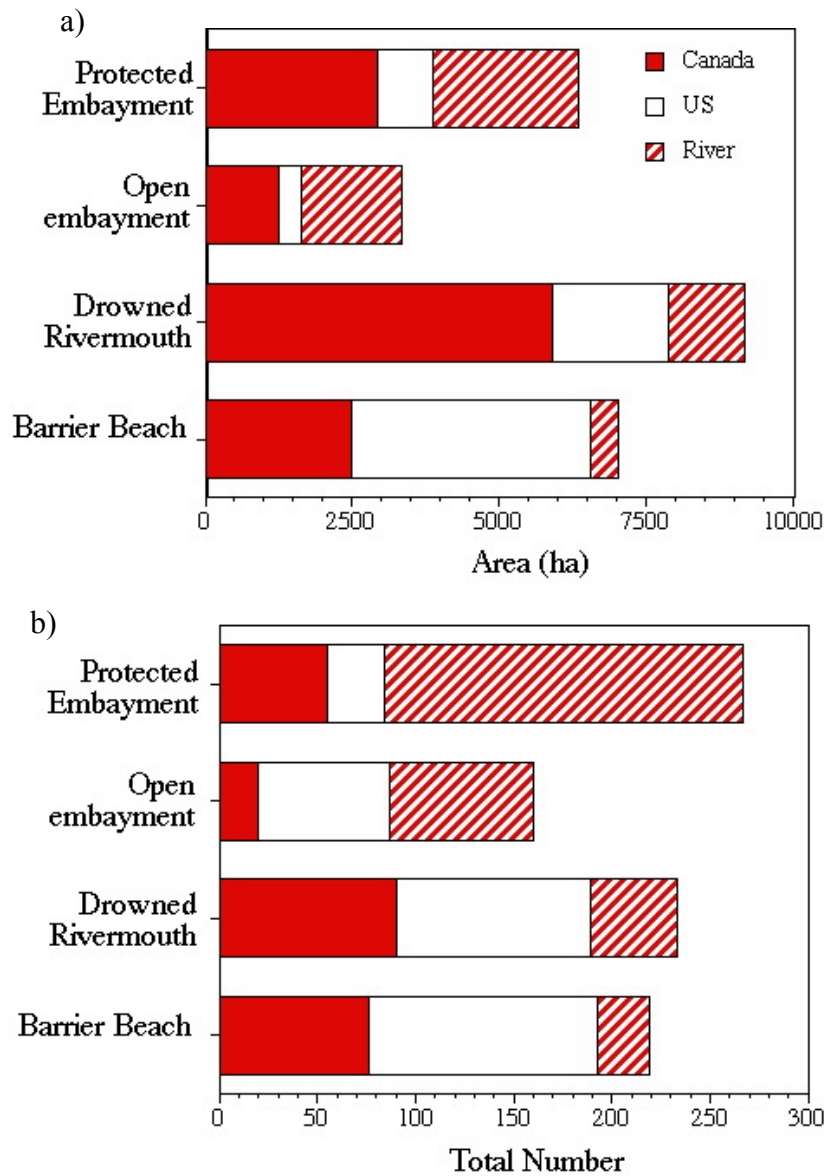 a)
Protected
Embayment
Open
embayment
Drowned
Rivermouth
Barrier Beach
Canada
US
River
0 2500 5000 7500 10000
Area (ha)
b)
Protected
Embayment
Open
embayment
Drowned
Rivermouth
Barrier Beach
0 50 100 150 200 250 300
Total Number